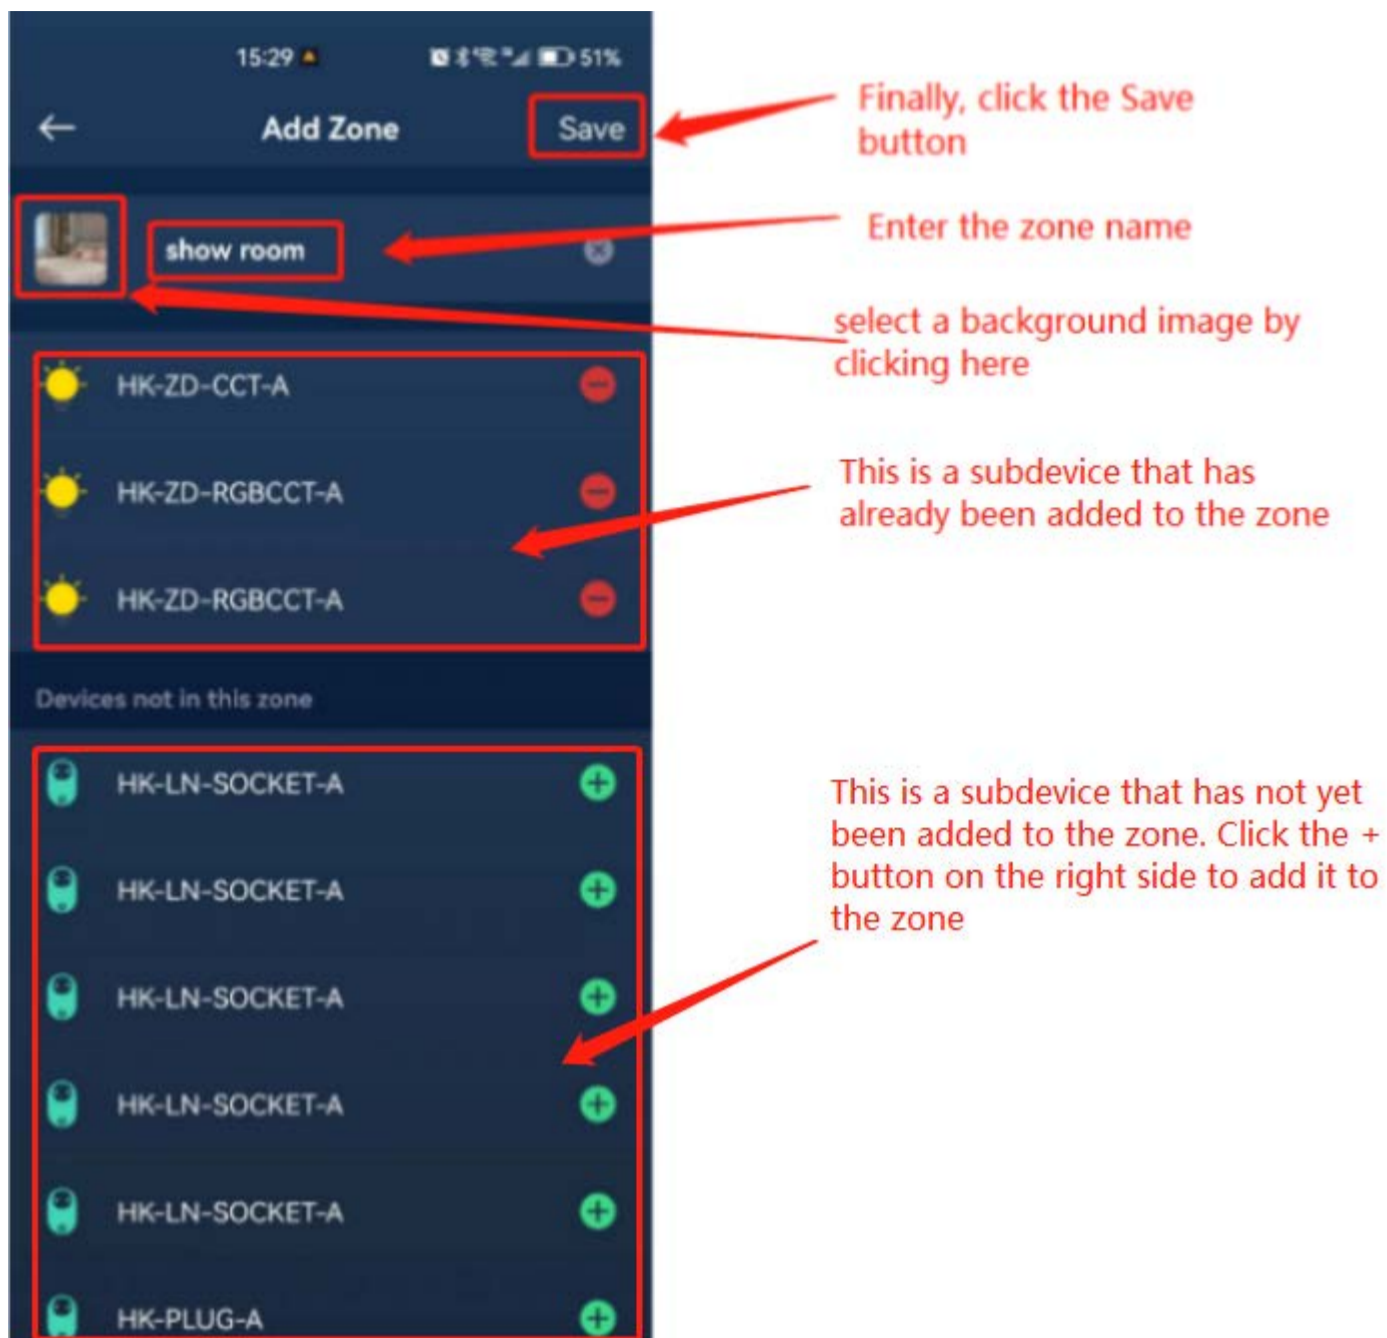 15:29
51%
Add Zone
Save
Finally, click the Save
button
show room
Enter the zone name
select a background image by
clicking here
HK-ZD-CCT-A
HK-ZD-RGBCCT-A
HK-ZD-RGBCCT-A
This is a subdevice that has
already been added to the zone
Devices not in this zone
HK-LN-SOCKET-A
HK-LN-SOCKET-A
HK-LN-SOCKET-A
HK-LN-SOCKET-A
HK-LN-SOCKET-A
HK-PLUG-A
This is a subdevice that has not yet
been added to the zone. Click the +
button on the right side to add it to
the zone